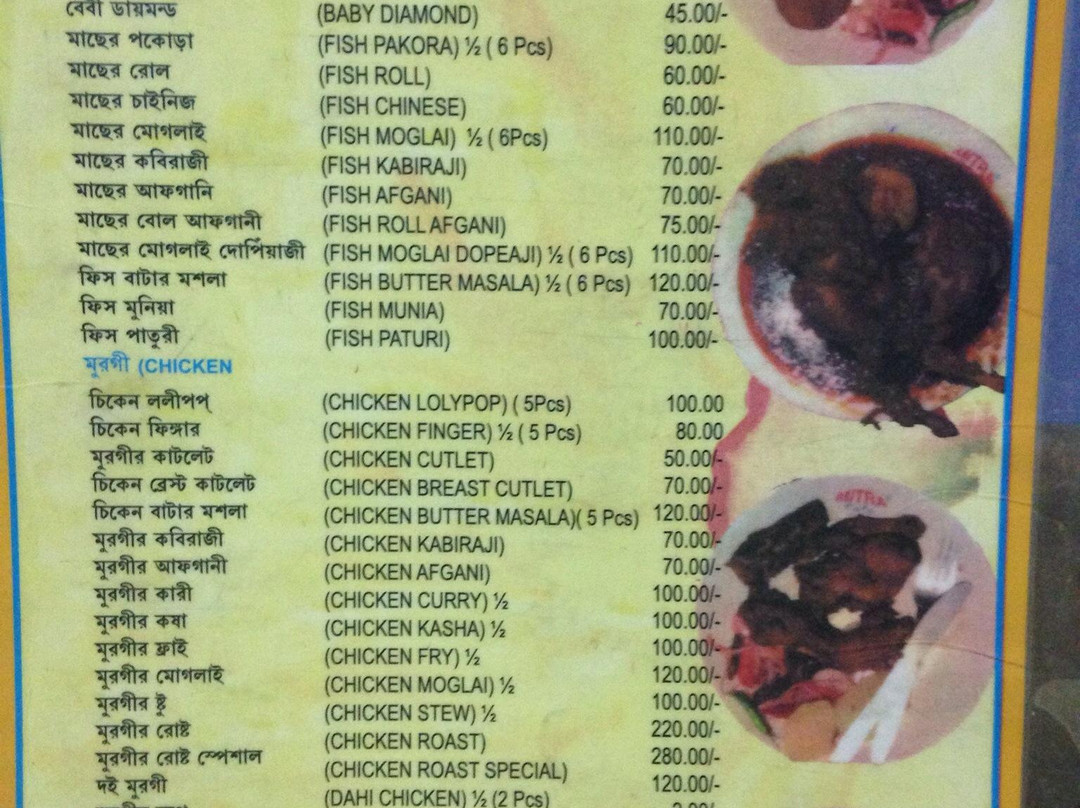 বেবী ডায়মন্ড (BABY DIAMOND) 45.00/-
মাছের পকোড়া (FISH PAKORA) ½ ( 6 Pcs) 90.00/-
মাছের রোল (FISH ROLL) 60.00/-
মাছের চাইনিজ (FISH CHINESE) 60.00/-
মাছের মোগলাই (FISH MOGLAI) ½ ( 6Pcs) 110.00/-
মাছের কবিরাজী (FISH KABIRAJI) 70.00/-
মাছের আফগানি (FISH AFGANI) 70.00/-
মাছের বোল আফগানী (FISH ROLL AFGANI) 75.00/-
মাছের মোগলাই দোপিঁয়াজী (FISH MOGLAI DOPEAJI) ½ ( 6 Pcs) 110.00/-
ফিস বাটার মশলা (FISH BUTTER MASALA) ½ ( 6 Pcs) 120.00/-
ফিস মুনিয়া (FISH MUNIA) 70.00/-
ফিস পাতুরী (FISH PATURI) 100.00/-
মুরগী (CHICKEN
চিকেন ললীপপ্ (CHICKEN LOLYPOP) ( 5Pcs) 100.00
চিকেন ফিঙ্গার (CHICKEN FINGER) ½ ( 5 Pcs) 80.00
মুরগীর কাটলেট (CHICKEN CUTLET) 50.00/-
চিকেন ব্রেস্ট কাটলেট (CHICKEN BREAST CUTLET) 70.00/-
চিকেন বাটার মশলা (CHICKEN BUTTER MASALA)( 5 Pcs) 120.00/-
মুরগীর কবিরাজী (CHICKEN KABIRAJI) 70.00/-
মুরগীর আফগানী (CHICKEN AFGANI) 70.00/-
মুরগীর কারী (CHICKEN CURRY) ½ 100.00/-
মুরগীর কষা (CHICKEN KASHA) ½ 100.00/-
মুরগীর ফ্রাই (CHICKEN FRY) ½ 100.00/-
মুরগীর মোগলাই (CHICKEN MOGLAI) ½ 120.00/-
মুরগীর ষ্টু (CHICKEN STEW) ½ 100.00/-
মুরগীর রোষ্ট (CHICKEN ROAST) 220.00/-
মুরগীর রোষ্ট স্পেশাল (CHICKEN ROAST SPECIAL) 280.00/-
দই মুরগী (DAHI CHICKEN) ½ (2 Pcs) 120.00/-